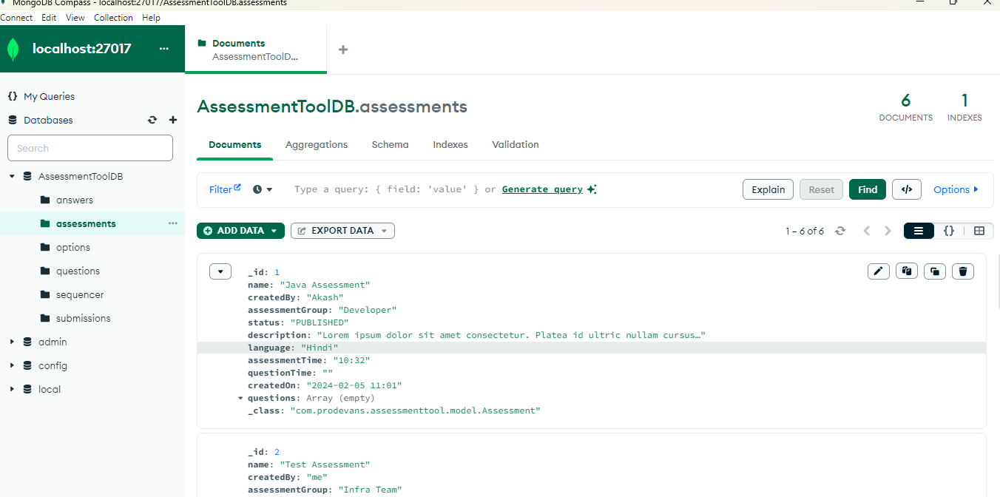 MongoDB Compass - localhost:27017/AssessmentToolDB.assessments
Connect Edit View Collection Help
localhost:27017
Documents
AssessmentToolD...
My Queries
Databases
Search
AssessmentToolDB
answers
assessments
options
questions
sequencer
submissions
admin
config
local
AssessmentToolDB.assessments
6
DOCUMENTS
1
INDEXES
Documents Aggregations Schema Indexes Validation
Filter Type a query: { field: 'value' } or Generate query Explain Reset Find </> Options
ADD DATA EXPORT DATA 1 – 6 of 6 {}
_id: 1
name: "Java Assessment"
createdBy: "Akash"
assessmentGroup: "Developer"
status: "PUBLISHED"
description: "Lorem ipsum dolor sit amet consectetur. Platea id ultric nullam cursus…"
language: "Hindi"
assessmentTime: "10:32"
questionTime: ""
createdOn: "2024-02-05 11:01"
questions: Array (empty)
_class: "com.prodevans.assessmenttool.model.Assessment"
_id: 2
name: "Test Assessment"
createdBy: "me"
assessmentGroup: "Infra Team"